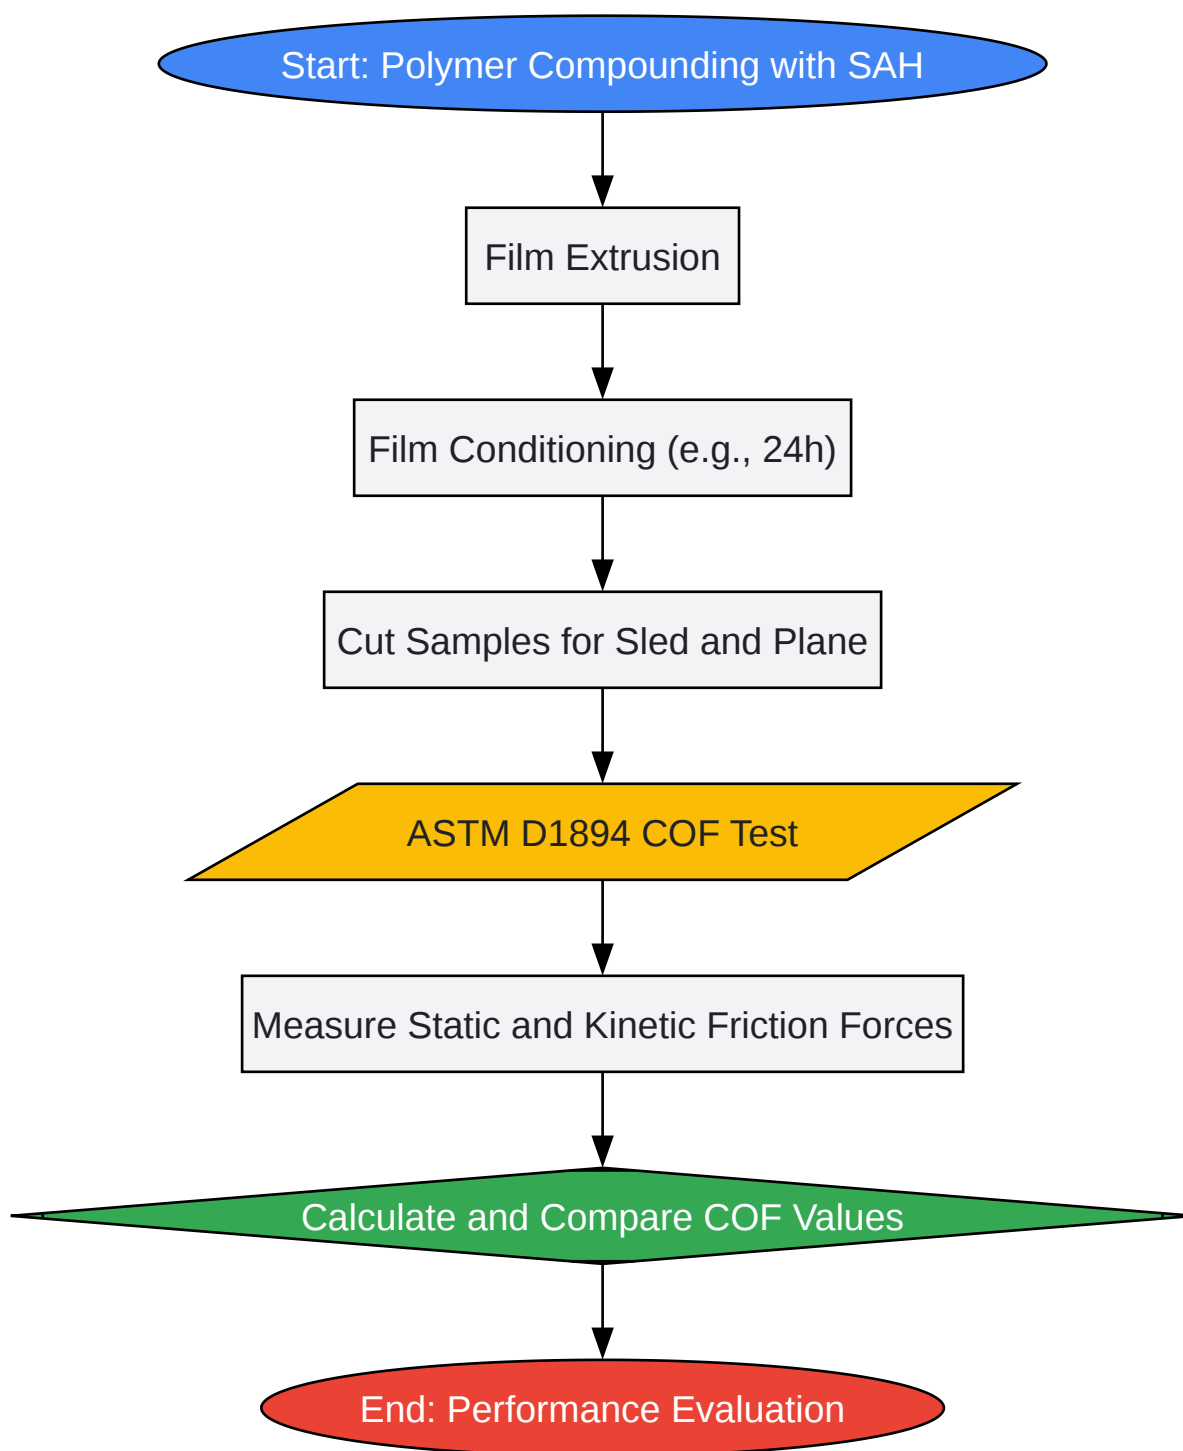 Start: Polymer Compounding with SAH
Film Extrusion
Film Conditioning (e.g., 24h)
Cut Samples for Sled and Plane
ASTM D1894 COF Test
Measure Static and Kinetic Friction Forces
Calculate and Compare COF Values
End: Performance Evaluation